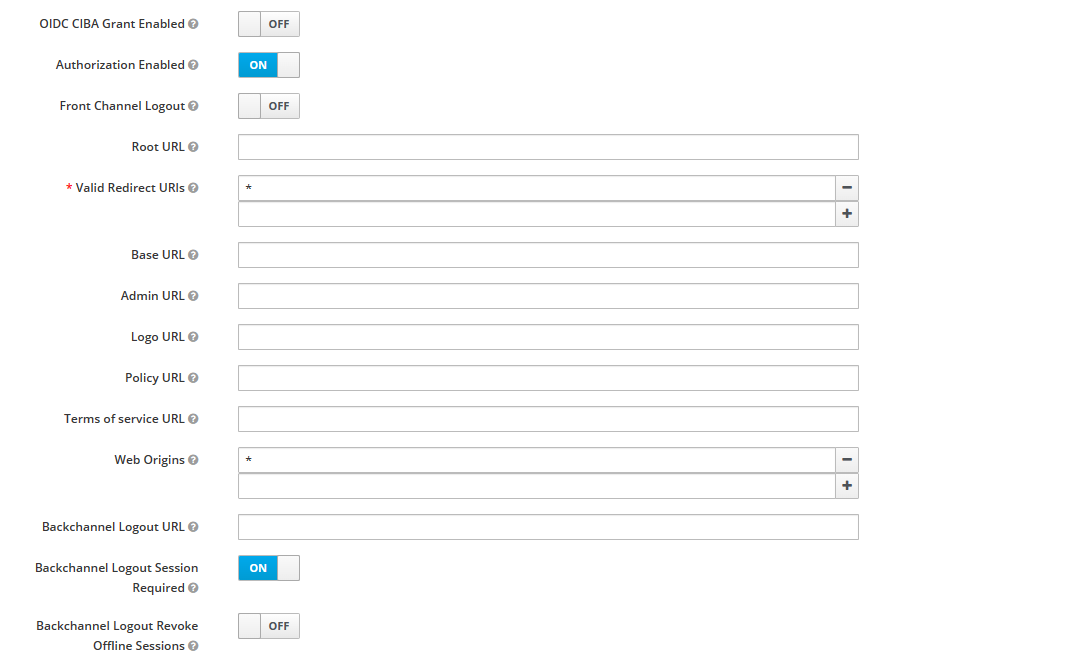 OIDC CIBA Grant Enabled OFF
Authorization Enabled ON
Front Channel Logout OFF
Root URL
* Valid Redirect URIs *
Base URL
Admin URL
Logo URL
Policy URL
Terms of service URL
Web Origins *
Backchannel Logout URL
Backchannel Logout Session ON
Required
Backchannel Logout Revoke OFF
Offline Sessions